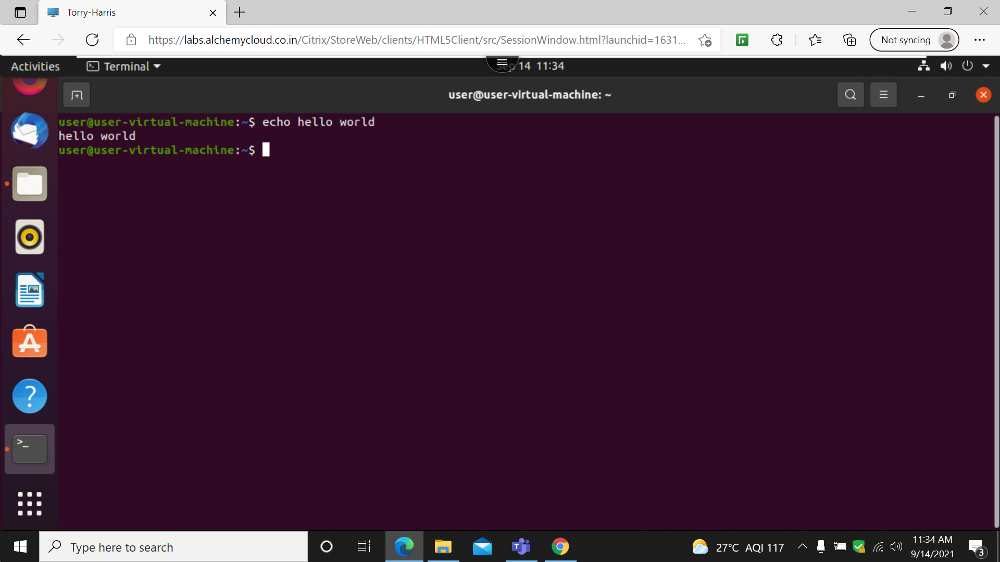 Torry-Harris
https://labs.alchemycloud.co.in/Citrix/StoreWeb/clients/HTML5Client/src/SessionWindow.html?launchid=1631...
Not syncing
Activities
Terminal
Sep 14 11:34
user@user-virtual-machine: ~
user@user-virtual-machine:~$ echo hello world
hello world
user@user-virtual-machine:~$
Type here to search
27°C AQI 117
11:34 AM
9/14/2021
3